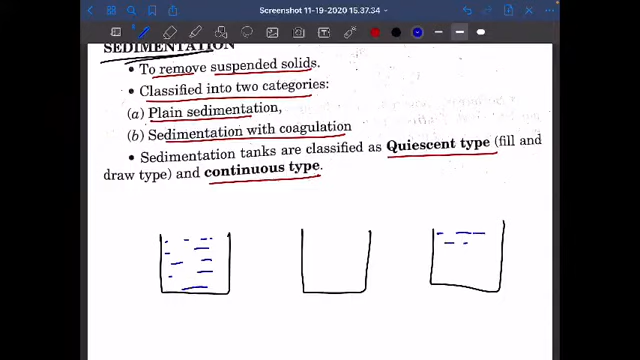 Screenshot 11-19-2020 15.37.34
SEDIMENTATION
• To remove suspended solids.
• Classified into two categories:
(a) Plain sedimentation,
(b) Sedimentation with coagulation
• Sedimentation tanks are classified as Quiescent type (fill and
draw type) and continuous type.